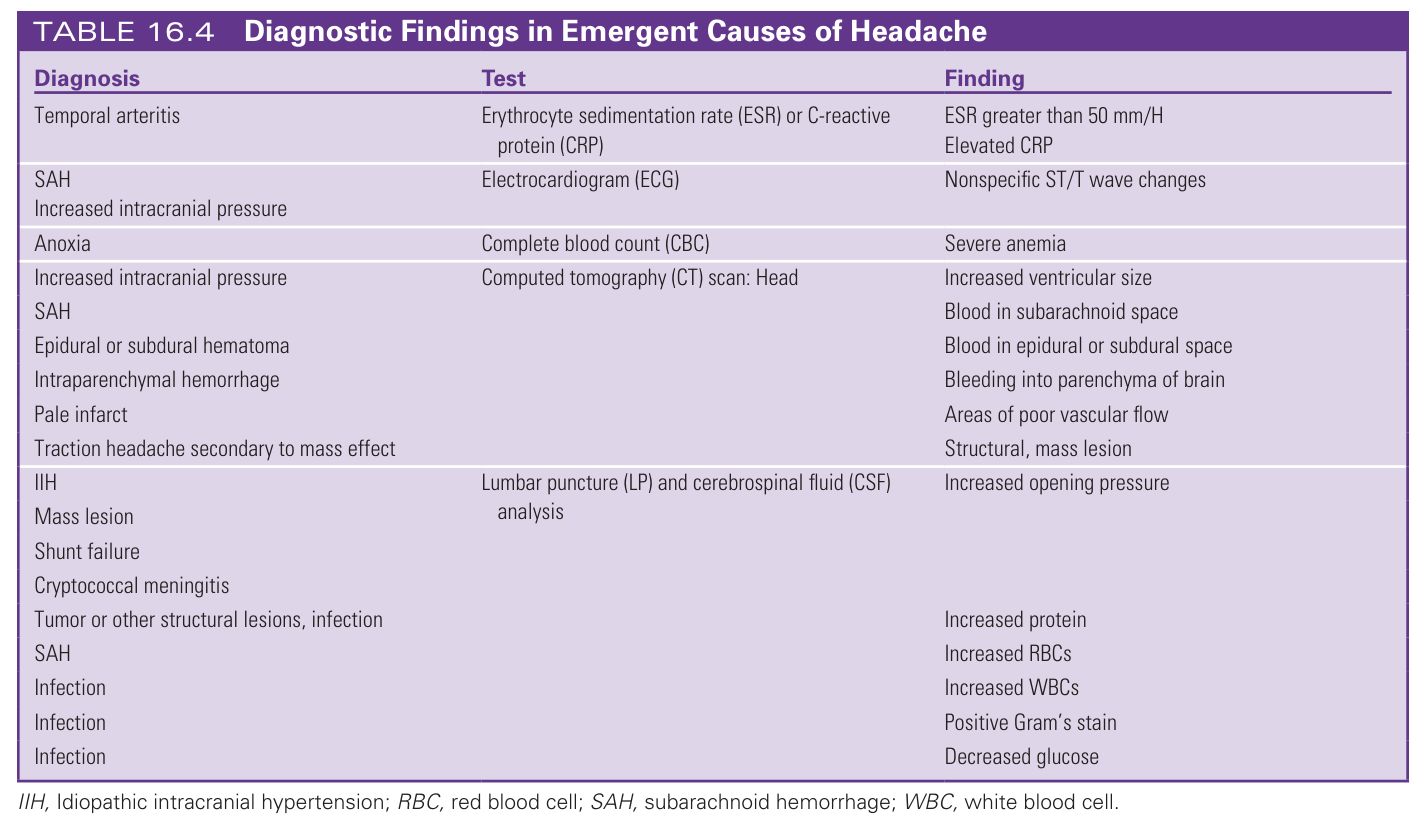 TABLE 16.4 Diagnostic Findings in Emergent Causes of Headache
Diagnosis Test Finding
Temporal arteritis Erythrocyte sedimentation rate (ESR) or C-reactive ESR greater than 50 mm/H
protein (CRP) Elevated CRP
SAH Electrocardiogram (ECG) Nonspecific ST/T wave changes
Increased intracranial pressure
Anoxia Complete blood count (CBC) Severe anemia
Increased intracranial pressure Computed tomography (CT) scan: Head Increased ventricular size
SAH Blood in subarachnoid space
Epidural or subdural hematoma Blood in epidural or subdural space
Intraparenchymal hemorrhage Bleeding into parenchyma of brain
Pale infarct Areas of poor vascular flow
Traction headache secondary to mass effect Structural, mass lesion
IIH Lumbar puncture (LP) and cerebrospinal fluid (CSF) Increased opening pressure
Mass lesion analysis
Shunt failure
Cryptococcal meningitis
Tumor or other structural lesions, infection Increased protein
SAH Increased RBCs
Infection Increased WBCs
Infection Positive Gram's stain
Infection Decreased glucose
IIH, Idiopathic intracranial hypertension; RBC, red blood cell; SAH, subarachnoid hemorrhage; WBC, white blood cell.